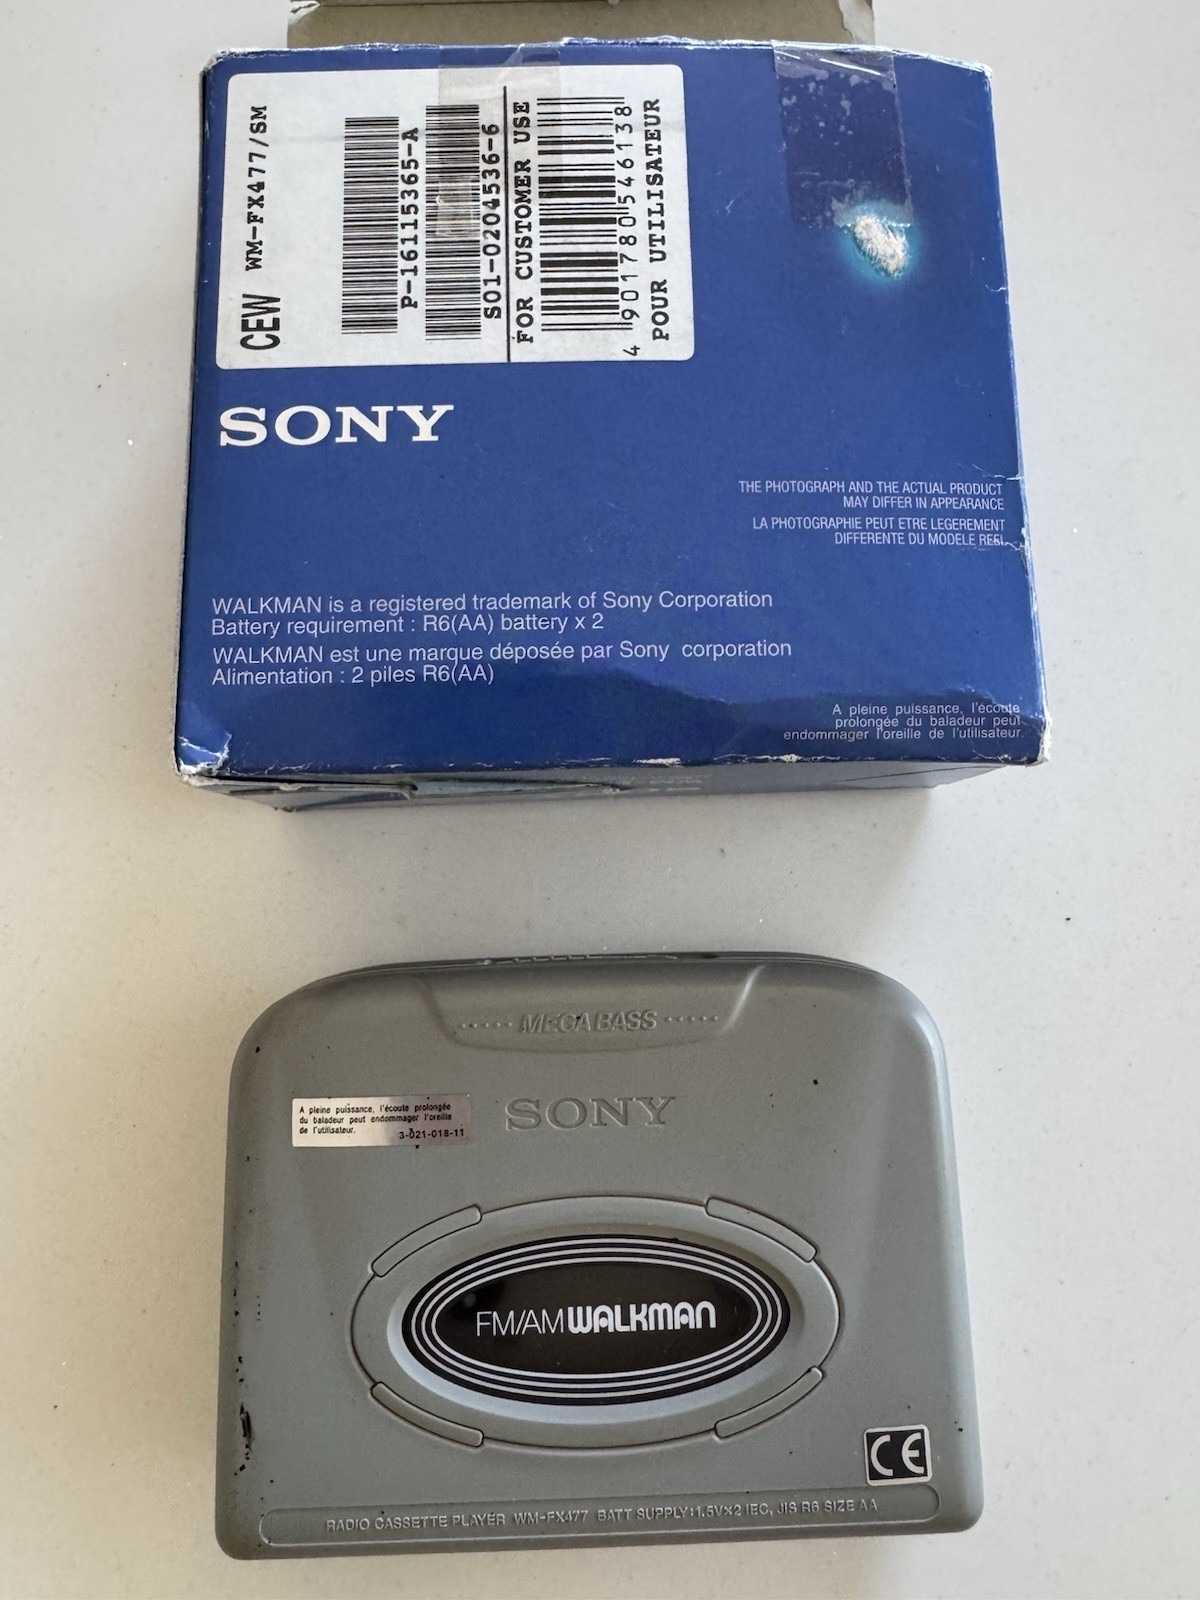 CEW WM-FX477/SM
P-16115365-A
S01-0204536-6
FOR CUSTOMER USE
4 901780 546138
POUR UTILISATEUR
SONY
THE PHOTOGRAPH AND THE ACTUAL PRODUCT
MAY DIFFER IN APPEARANCE
LA PHOTOGRAPHIE PEUT ETRE LEGEREMENT
DIFFERENTE DU MODELE REEL
WALKMAN is a registered trademark of Sony Corporation
Battery requirement : R6(AA) battery x 2
WALKMAN est une marque déposée par Sony corporation
Alimentation : 2 piles R6(AA)
A pleine puissance, l'écoute
prolongée du baladeur peut
endommager l'oreille de l'utilisateur.
MEGA BASS
A pleine puissance, l'écoute prolongée
du baladeur peut endommager l'oreille
de l'utilisateur.
3-021-018-11
SONY
FM/AM WALKMAN
CE
RADIO CASSETTE PLAYER WM-FX477 BATT SUPPLY:1.5V×2 IEC, JIS R6 SIZE AA